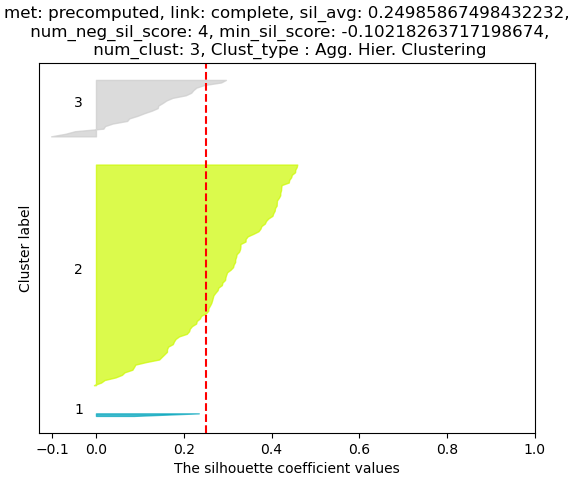 met: precomputed, link: complete, sil_avg: 0.24985867498432232,
num_neg_sil_score: 4, min_sil_score: -0.10218263717198674,
num_clust: 3, Clust_type : Agg. Hier. Clustering
3
2
1
Cluster label
−0.1 0.0 0.2 0.4 0.6 0.8 1.0
The silhouette coefficient values